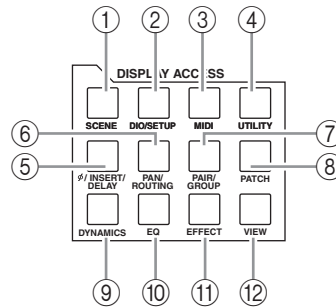 ① ② ③ ④
DISPLAY ACCESS
SCENE DIO/SETUP MIDI UTILITY
⑥ ⑦
⑤ ⑧
ø/ INSERT/ PAN/ PAIR/ PATCH
DELAY ROUTING GROUP
DYNAMICS EQ EFFECT VIEW
⑨ ⑩ ⑪ ⑫